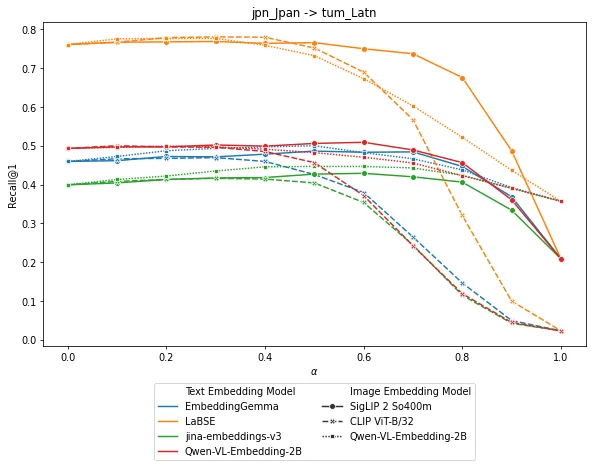 jpn_Jpan -> tum_Latn
0.8
0.7
0.6
0.5
0.4
0.3
0.2
0.1
0.0
Recall@1
0.0 0.2 0.4 0.6 0.8 1.0
α
Text Embedding Model Image Embedding Model
EmbeddingGemma SigLIP 2 So400m
LaBSE CLIP ViT-B/32
jina-embeddings-v3 Qwen-VL-Embedding-2B
Qwen-VL-Embedding-2B